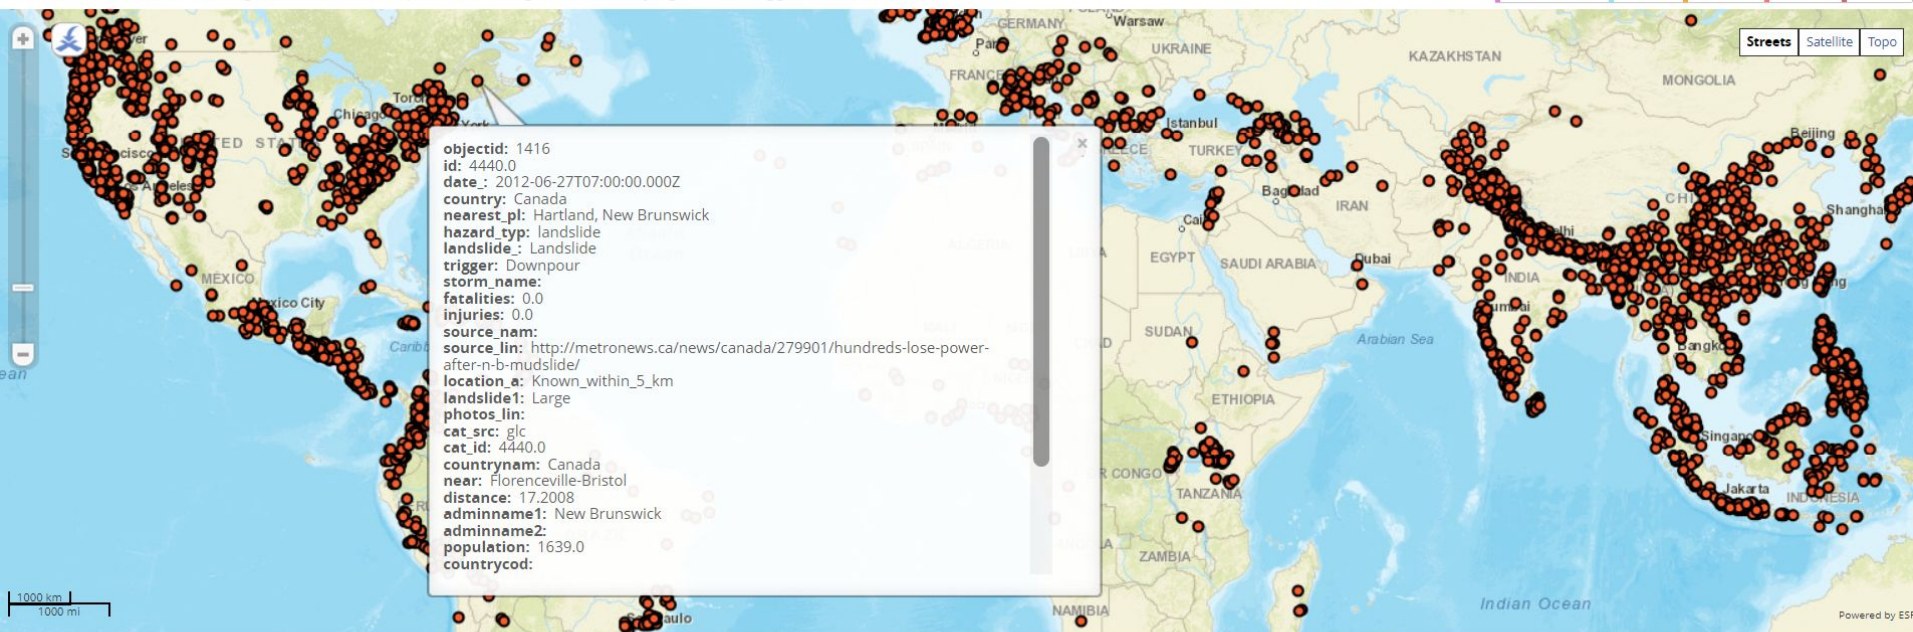 GERMANY
Warsaw
Streets
Satellite
Topo
UKRAINE
KAZAKHSTAN
FRANCE
MONGOLIA
Chicago
Istanbul
Beijing
TURKEY
objectid: 1416
id: 4440.0
date_: 2012-06-27T07:00:00.000Z
country: Canada
nearest_pl: Hartland, New Brunswick
hazard_typ: landslide
landslide_: Landslide
trigger: Downpour
storm_name:
fatalities: 0.0
injuries: 0.0
source_nam:
source_lin: http://metronews.ca/news/canada/279901/hundreds-lose-power-
after-n-b-mudslide/
location_a: Known_within_5_km
landslide1: Large
photos_lin:
cat_src: glc
cat_id: 4440.0
countrynam: Canada
near: Florenceville-Bristol
distance: 17.2008
adminname1: New Brunswick
adminname2:
population: 1639.0
countrycod:
Baghdad
IRAN
Shanghai
EGYPT
SAUDI ARABIA
Dubai
MEXICO
INDIA
Mexico City
SUDAN
Arabian Sea
ETHIOPIA
TANZANIA
Jakarta
INDONESIA
ZAMBIA
1000 km
1000 mi
NAMIBIA
Indian Ocean
Powered by ESR